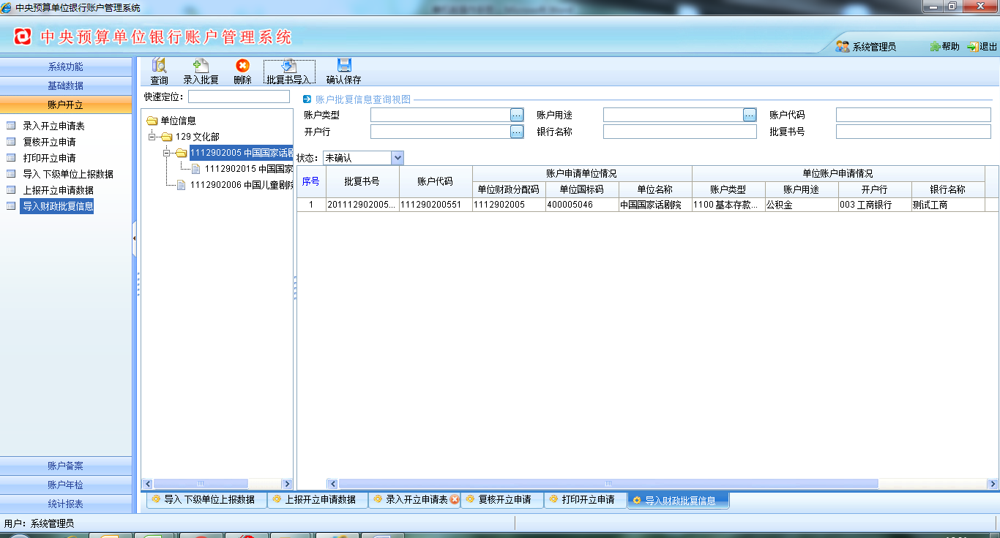 中央预算单位银行账户管理系统
中央预算单位银行账户管理系统
系统管理员 帮助 退出
系统功能
基础数据
账户开立
录入开立申请表
复核开立申请
打印开立申请
导入下级单位上报数据
上报开立申请数据
导入财政批复信息
账户备案
账户年检
统计报表
查询 录入批复 删除 批复书导入 确认保存
快速定位：
单位信息
129 文化部
1112902005 中国国家话剧
1112902015 中国国家
1112902006 中国儿童剧院
账户批复信息查询视图
账户类型 账户用途 账户代码
开户行 银行名称 批复书号
状态： 未确认
序号 批复书号 账户代码 账户申请单位情况 单位账户申请情况
单位财政分配码 单位国标码 单位名称 账户类型 账户用途 开户行 银行名称
1 201112902005... 111290200551 1112902005 400005046 中国国家话剧院 1100 基本存款... 公积金 003 工商银行 测试工商
导入下级单位上报数据 上报开立申请数据 录入开立申请表 复核开立申请 打印开立申请 导入财政批复信息
用户：系统管理员